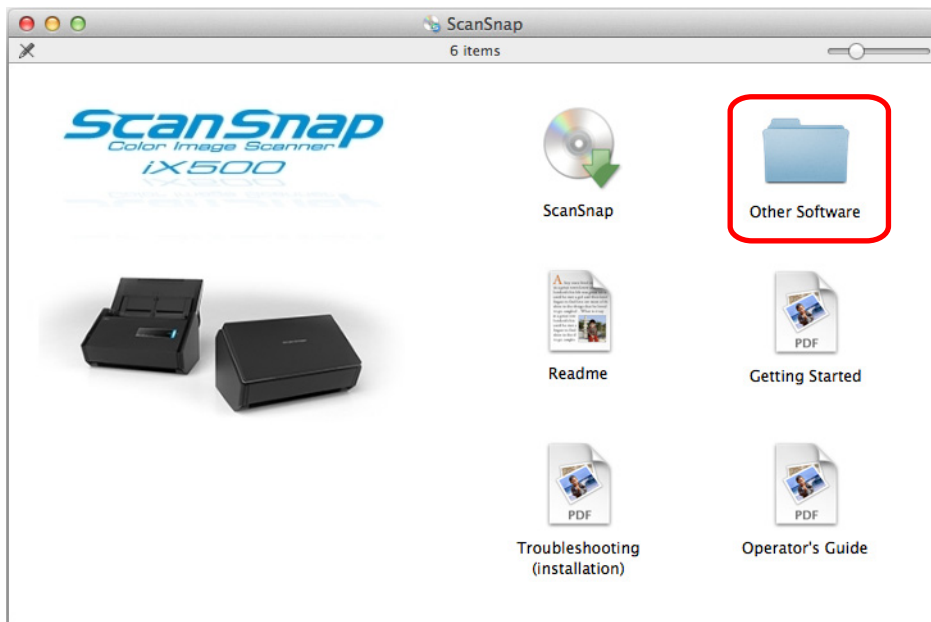 ScanSnap
6 items
ScanSnap
Color Image Scanner
iX500
ScanSnap
Other Software
PDF
Readme
Getting Started
PDF
PDF
Troubleshooting
(installation)
Operator's Guide